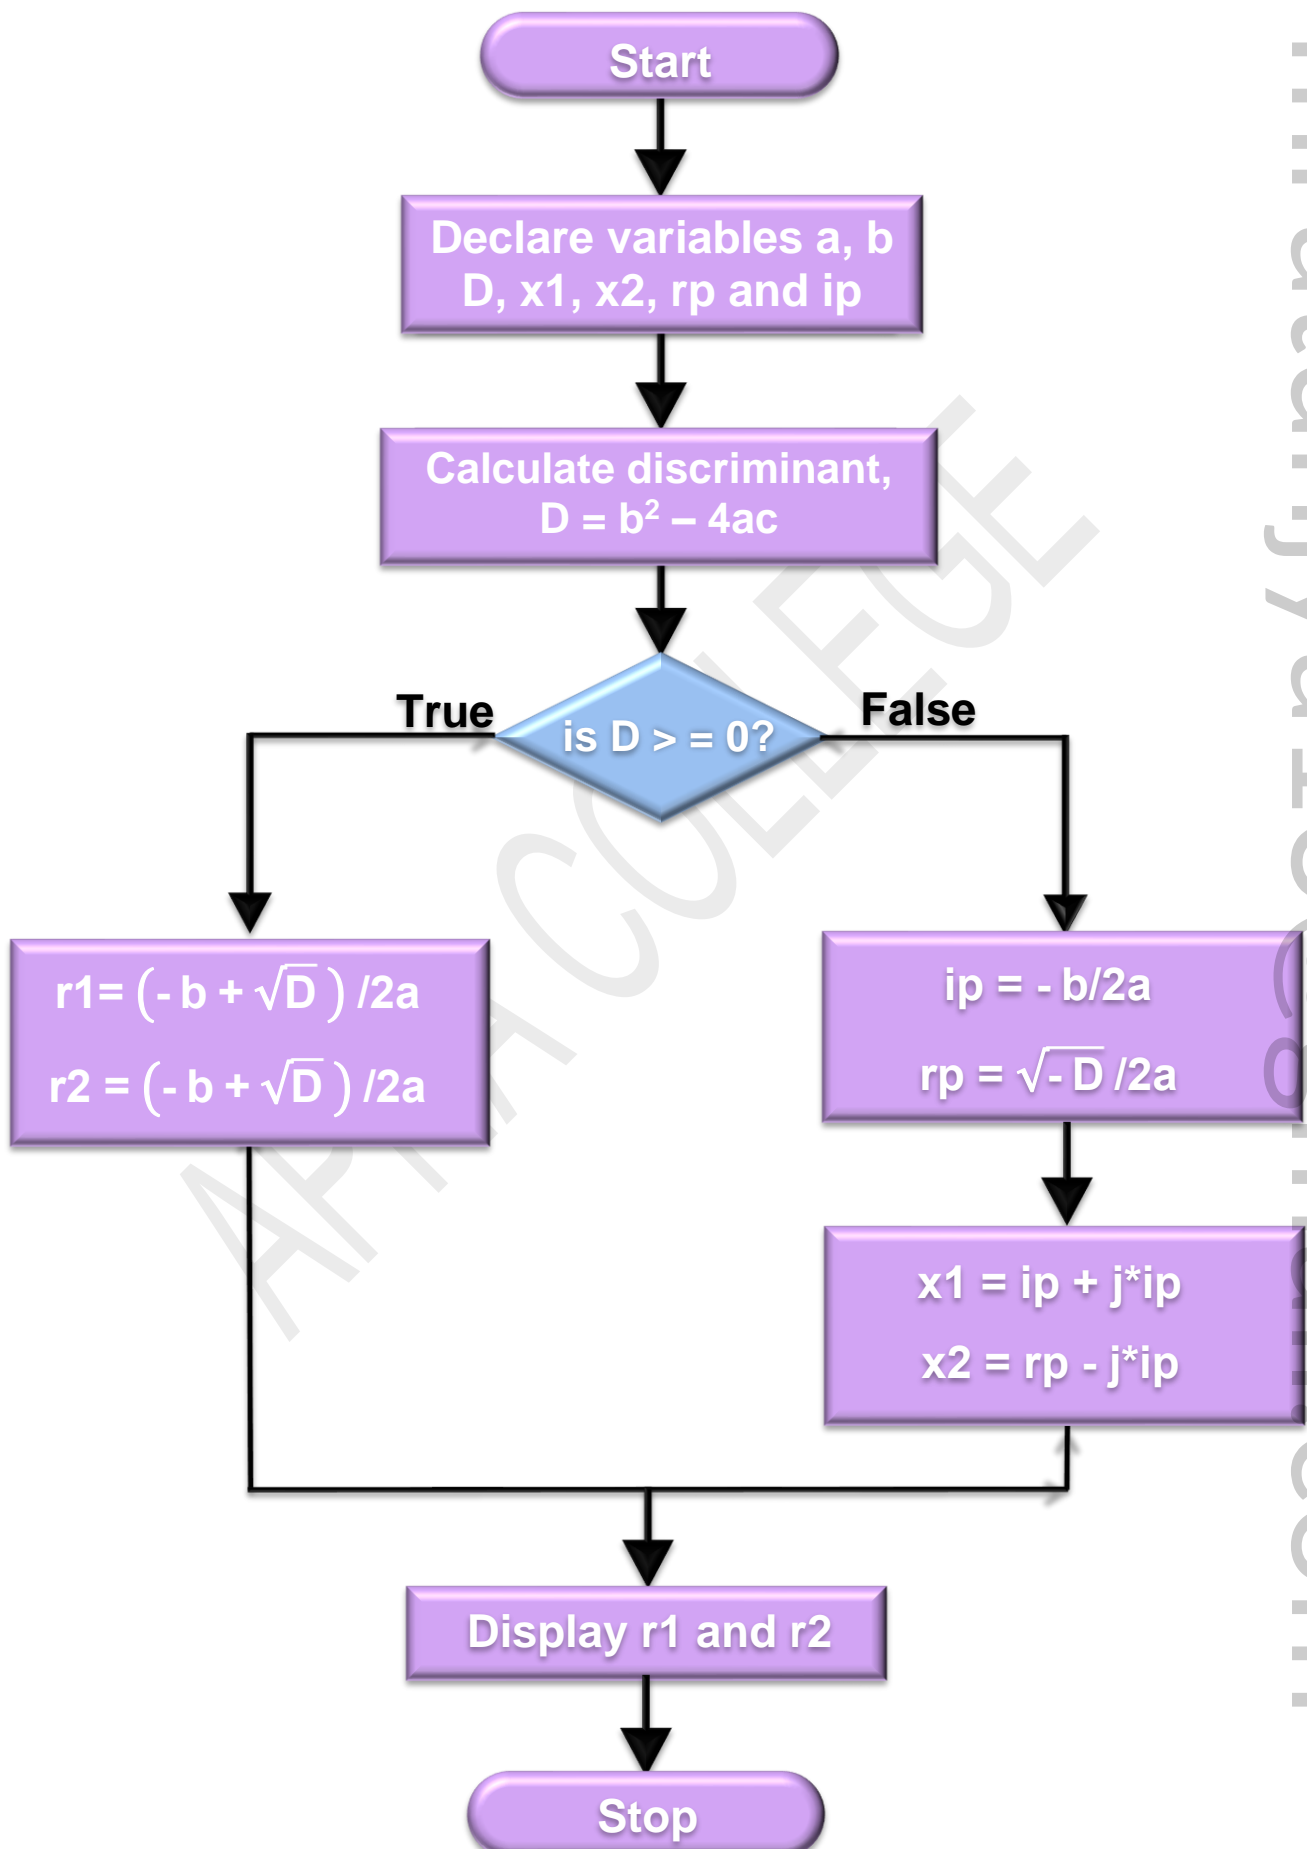 Start
Declare variables a, b
D, x1, x2, rp and ip
Calculate discriminant,
D = b² – 4ac
is D > = 0?
True
False
r1= (- b + √D ) /2a
r2 = (- b + √D ) /2a
ip = - b/2a
rp = √- D /2a
x1 = ip + j*ip
x2 = rp - j*ip
Display r1 and r2
Stop
COLLEGE